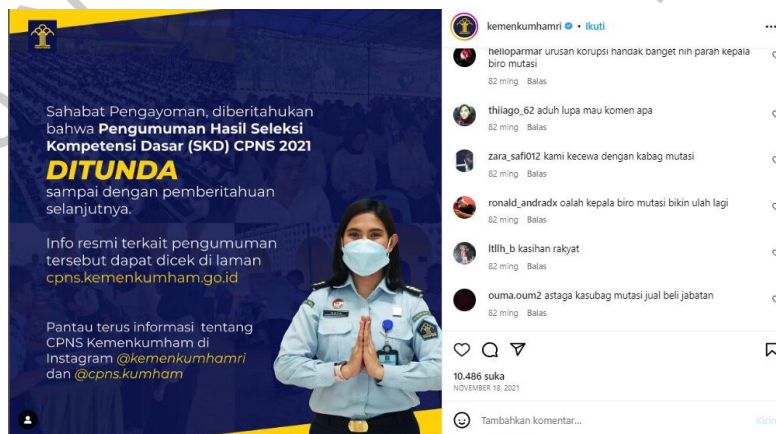 Sahabat Pengayoman, diberitahukan
bahwa Pengumuman Hasil Seleksi
Kompetensi Dasar (SKD) CPNS 2021
DITUNDA
sampai dengan pemberitahuan
selanjutnya.
Info resmi terkait pengumuman
tersebut dapat dicek di laman
cpns.kemenkumham.go.id
Pantau terus informasi tentang
CPNS Kemenkumham di
Instagram @kemenkumhamri
dan @cpns.kumham
kemenkumhamri • Ikuti
helloparmar urusan korupsi handak banget nih parah kepala
biro mutasi
82 ming Balas
thiiago_62 aduh lupa mau komen apa
82 ming Balas
zara_safi012 kami kecewa dengan kabag mutasi
82 ming Balas
ronald_andradx oalah kepala biro mutasi bikin ulah lagi
82 ming Balas
kasihan rakyat
82 ming Balas
ouma.oum2 astaga kasubag mutasi jual beli jabatan
82 ming Balas
10.486 suka
NOVEMBER 18, 2021
Tambahkan komentar...